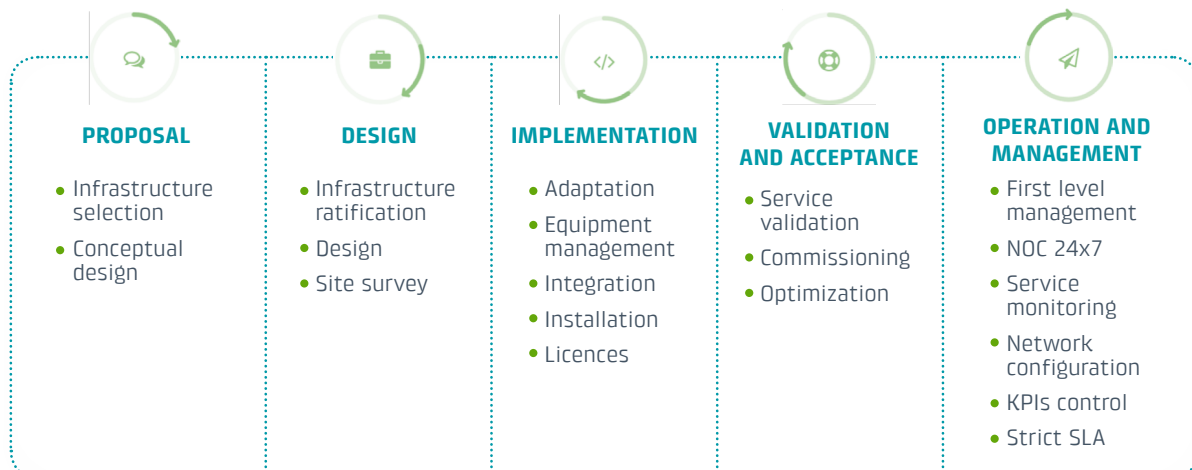 PROPOSAL
Infrastructure
selection
Conceptual
design
DESIGN
Infrastructure
ratification
Design
Site survey
IMPLEMENTATION
Adaptation
Equipment
management
Integration
Installation
Licences
VALIDATION
AND ACCEPTANCE
Service
validation
Commissioning
Optimization
OPERATION AND
MANAGEMENT
First level
management
NOC 24x7
Service
monitoring
Network
configuration
KPIs control
Strict SLA